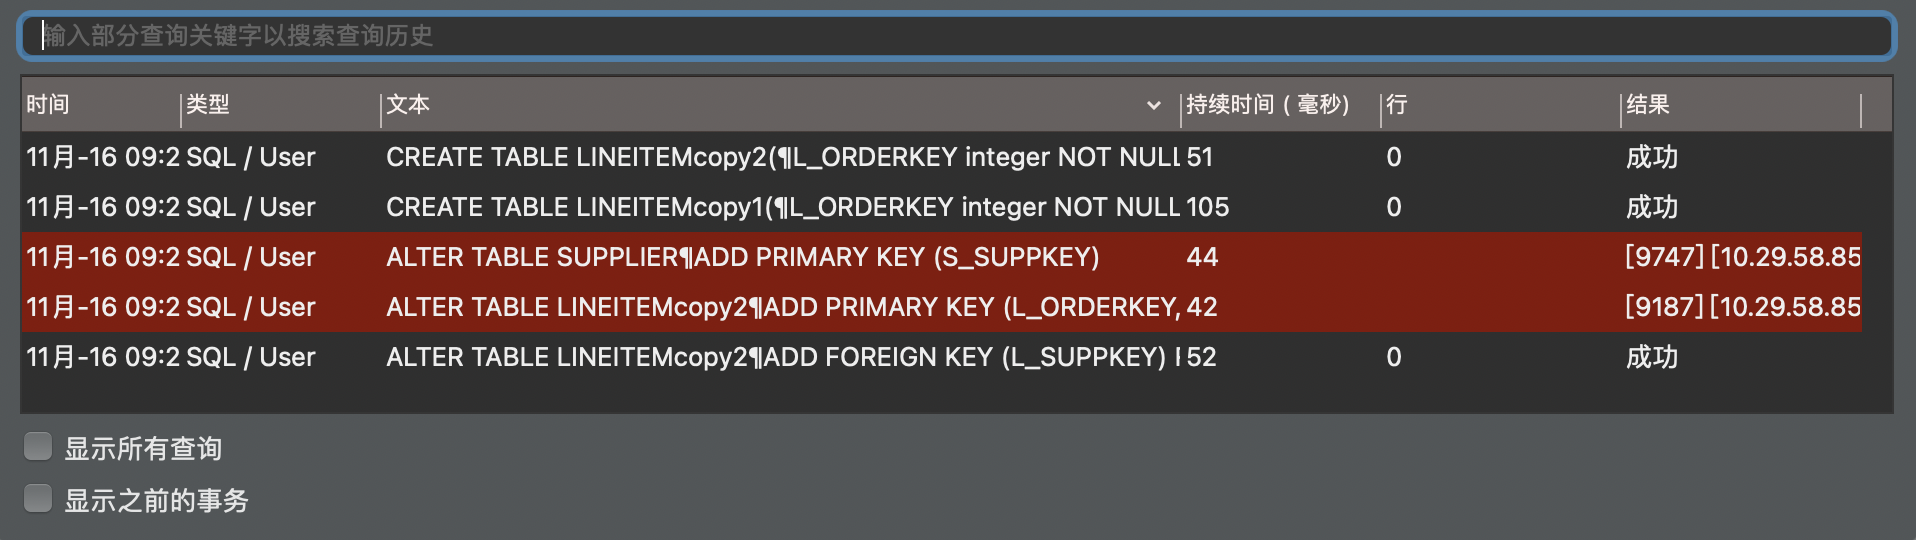 输入部分查询关键字以搜索查询历史
时间 类型 文本 持续时间 ( 毫秒) 行 结果
11月-16 09:2 SQL / User CREATE TABLE LINEITEMcopy2(¶L_ORDERKEY integer NOT NULL 51 0 成功
11月-16 09:2 SQL / User CREATE TABLE LINEITEMcopy1(¶L_ORDERKEY integer NOT NULL 105 0 成功
11月-16 09:2 SQL / User ALTER TABLE SUPPLIER¶ADD PRIMARY KEY (S_SUPPKEY) 44 [9747] [10.29.58.85
11月-16 09:2 SQL / User ALTER TABLE LINEITEMcopy2¶ADD PRIMARY KEY (L_ORDERKEY, 42 [9187] [10.29.58.85
11月-16 09:2 SQL / User ALTER TABLE LINEITEMcopy2¶ADD FOREIGN KEY (L_SUPPKEY) 52 0 成功
显示所有查询
显示之前的事务